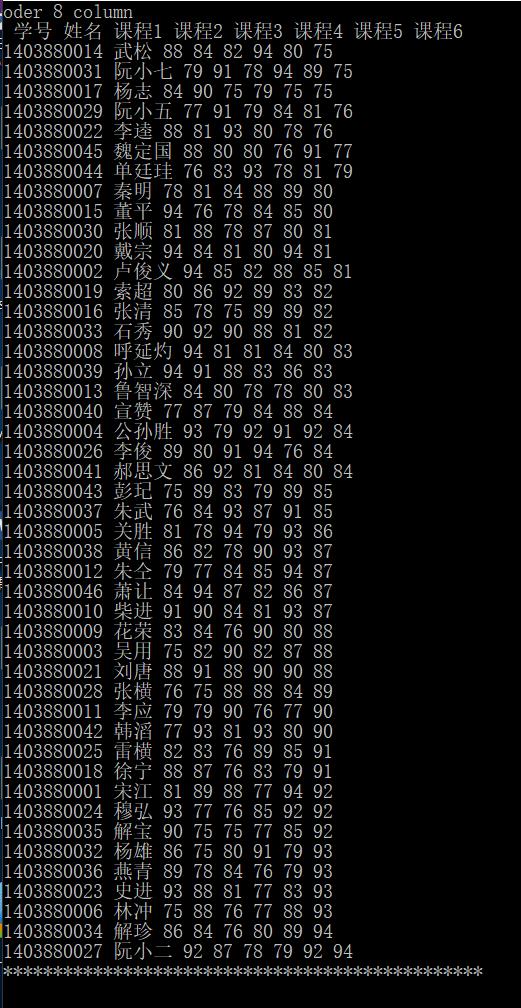 oder 8 column
学号 姓名 课程1 课程2 课程3 课程4 课程5 课程6
1403880014 武松 88 84 82 94 80 75
1403880031 阮小七 79 91 78 94 89 75
1403880017 杨志 84 90 75 79 75 75
1403880029 阮小五 77 91 79 84 81 76
1403880022 李逵 88 81 93 80 78 76
1403880045 魏定国 88 80 80 76 91 77
1403880044 单廷珪 76 83 93 78 81 79
1403880007 秦明 78 81 84 88 89 80
1403880015 董平 94 76 78 84 85 80
1403880030 张顺 81 88 78 87 80 81
1403880020 戴宗 94 84 81 80 94 81
1403880002 卢俊义 94 85 82 88 85 81
1403880019 索超 80 86 92 89 83 82
1403880016 张清 85 78 75 89 89 82
1403880033 石秀 90 92 90 88 81 82
1403880008 呼延灼 94 81 81 84 80 83
1403880039 孙立 94 91 88 83 86 83
1403880013 鲁智深 84 80 78 78 80 83
1403880040 宣赞 77 87 79 84 88 84
1403880004 公孙胜 93 79 92 91 92 84
1403880026 李俊 89 80 91 94 76 84
1403880041 郝思文 86 92 81 84 80 84
1403880043 彭玘 75 89 83 79 89 85
1403880037 朱武 76 84 93 87 91 85
1403880005 关胜 81 78 94 79 93 86
1403880038 黄信 86 82 78 90 93 87
1403880012 朱仝 79 77 84 85 94 87
1403880046 萧让 84 94 87 82 86 87
1403880010 柴进 91 90 84 81 93 87
1403880009 花荣 83 84 76 90 80 88
1403880003 吴用 75 82 90 82 87 88
1403880021 刘唐 88 91 88 90 90 88
1403880028 张横 76 75 88 88 84 89
1403880011 李应 79 79 90 76 77 90
1403880042 韩滔 77 93 81 93 80 90
1403880025 雷横 82 83 76 89 85 91
1403880018 徐宁 88 87 76 83 79 91
1403880001 宋江 81 89 88 77 94 92
1403880024 穆弘 93 77 76 85 92 92
1403880035 解宝 90 75 75 77 85 92
1403880032 杨雄 86 75 80 91 79 93
1403880036 燕青 89 78 84 76 79 93
1403880023 史进 93 88 81 77 83 93
1403880006 林冲 75 88 76 77 88 93
1403880034 解珍 86 84 76 80 89 94
1403880027 阮小二 92 87 78 79 92 94
************************************************